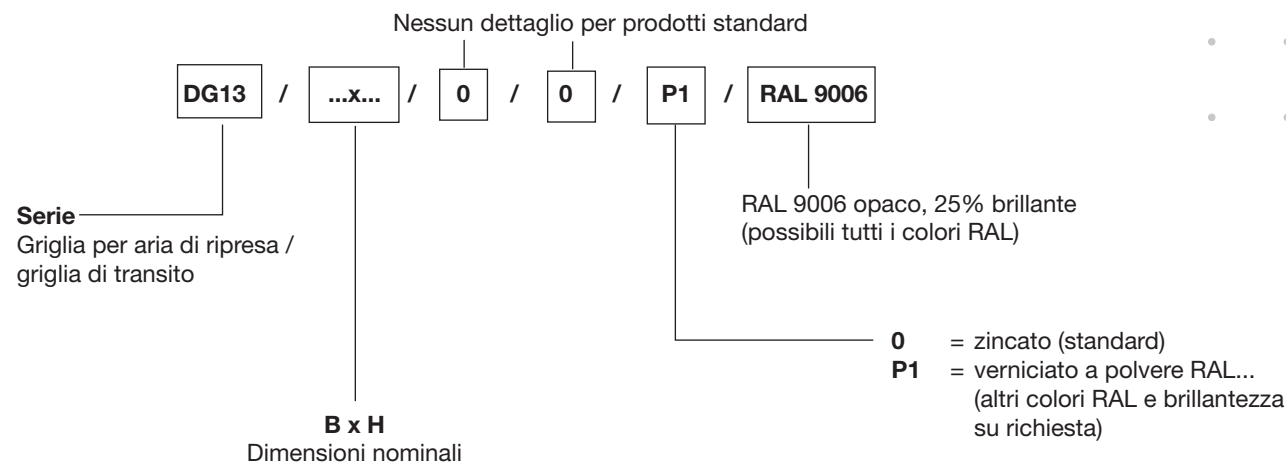 Nessun dettaglio per prodotti standard
DG13 / ...x... / 0 / 0 / P1 / RAL 9006
Serie
Griglia per aria di ripresa /
griglia di transito
RAL 9006 opaco, 25% brillante
(possibili tutti i colori RAL)
0 = zincato (standard)
P1 = verniciato a polvere RAL...
(altri colori RAL e brillantezza
su richiesta)
B x H
Dimensioni nominali